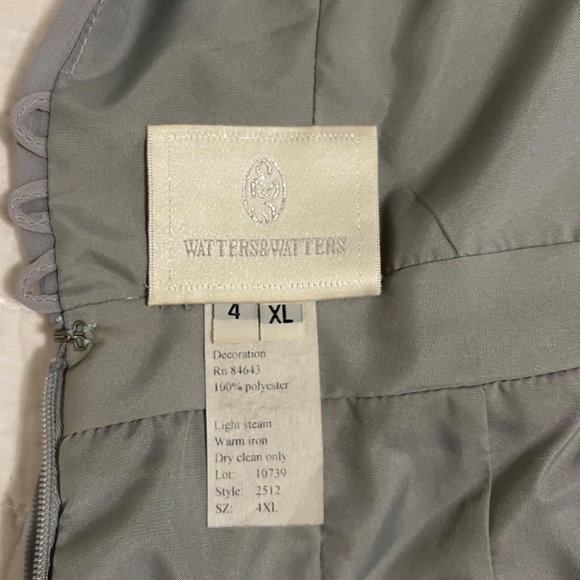 WATTERS&WATTERS
4 XL
Decoration
Rn 84643
100% polyester
Light steam
Warm iron
Dry clean only
Lot: 10739
Style: 2512
SZ: 4XL